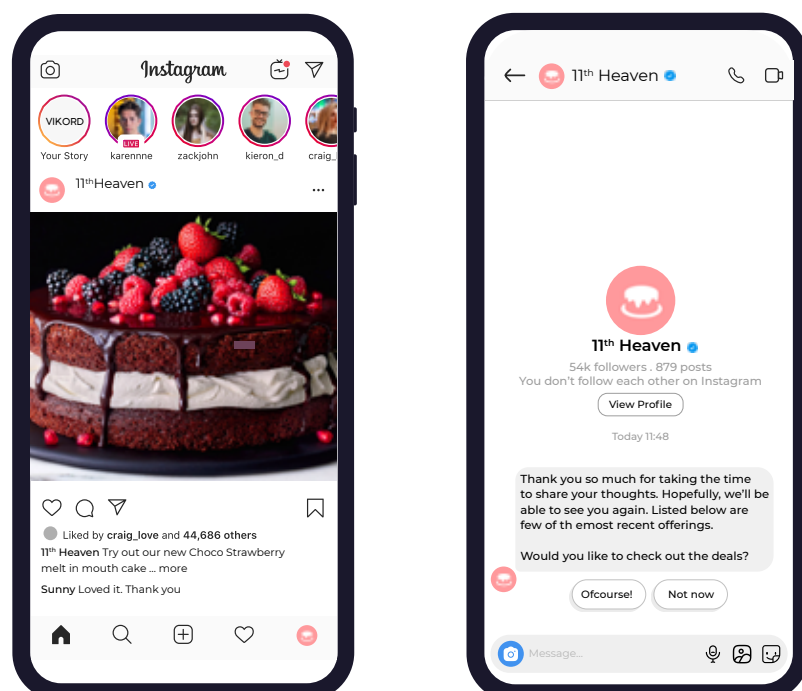 Instagram
VIKORD
LIVE
Your Story karennne zackjohn kieron_d craig_l
11thHeaven
Liked by craig_love and 44,686 others
11th Heaven Try out our new Choco Strawberry
melt in mouth cake ... more
Sunny Loved it. Thank you
11th Heaven
11th Heaven
54k followers . 879 posts
You don't follow each other on Instagram
View Profile
Today 11:48
Thank you so much for taking the time
to share your thoughts. Hopefully, we'll be
able to see you again. Listed below are
few of th emost recent offerings.
Would you like to check out the deals?
Ofcourse! Not now
Message...